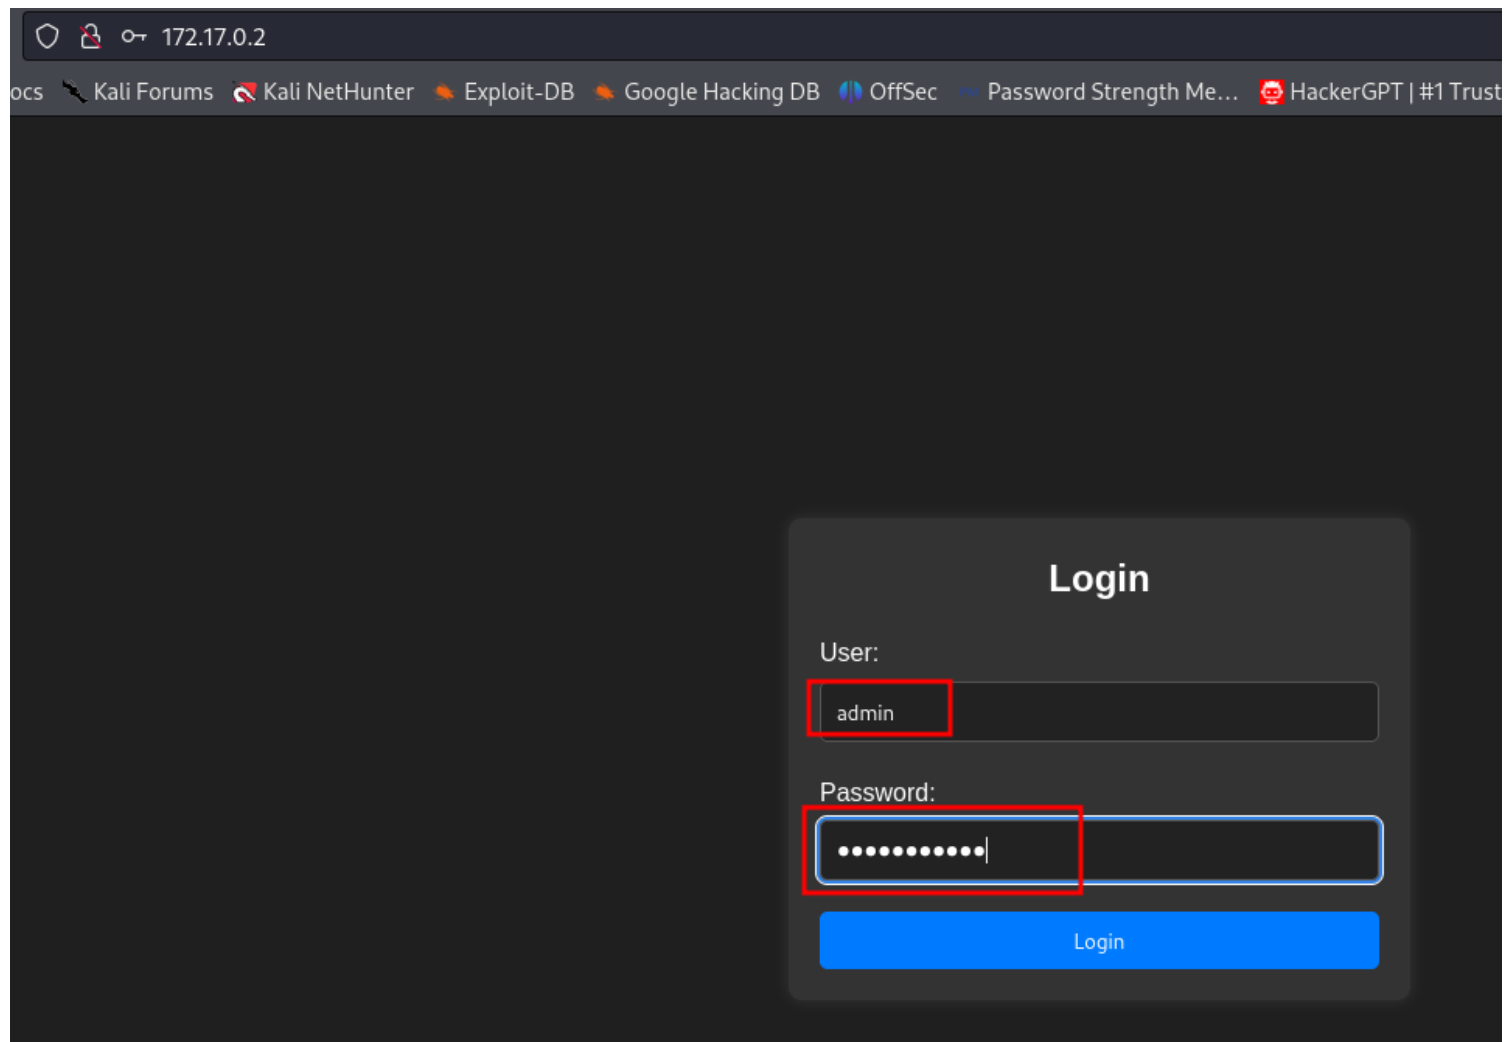 172.17.0.2
ocs Kali Forums Kali NetHunter Exploit-DB Google Hacking DB OffSec Password Strength Me... HackerGPT | #1 Trust
Login
User:
admin
Password:
•••••••••••
Login